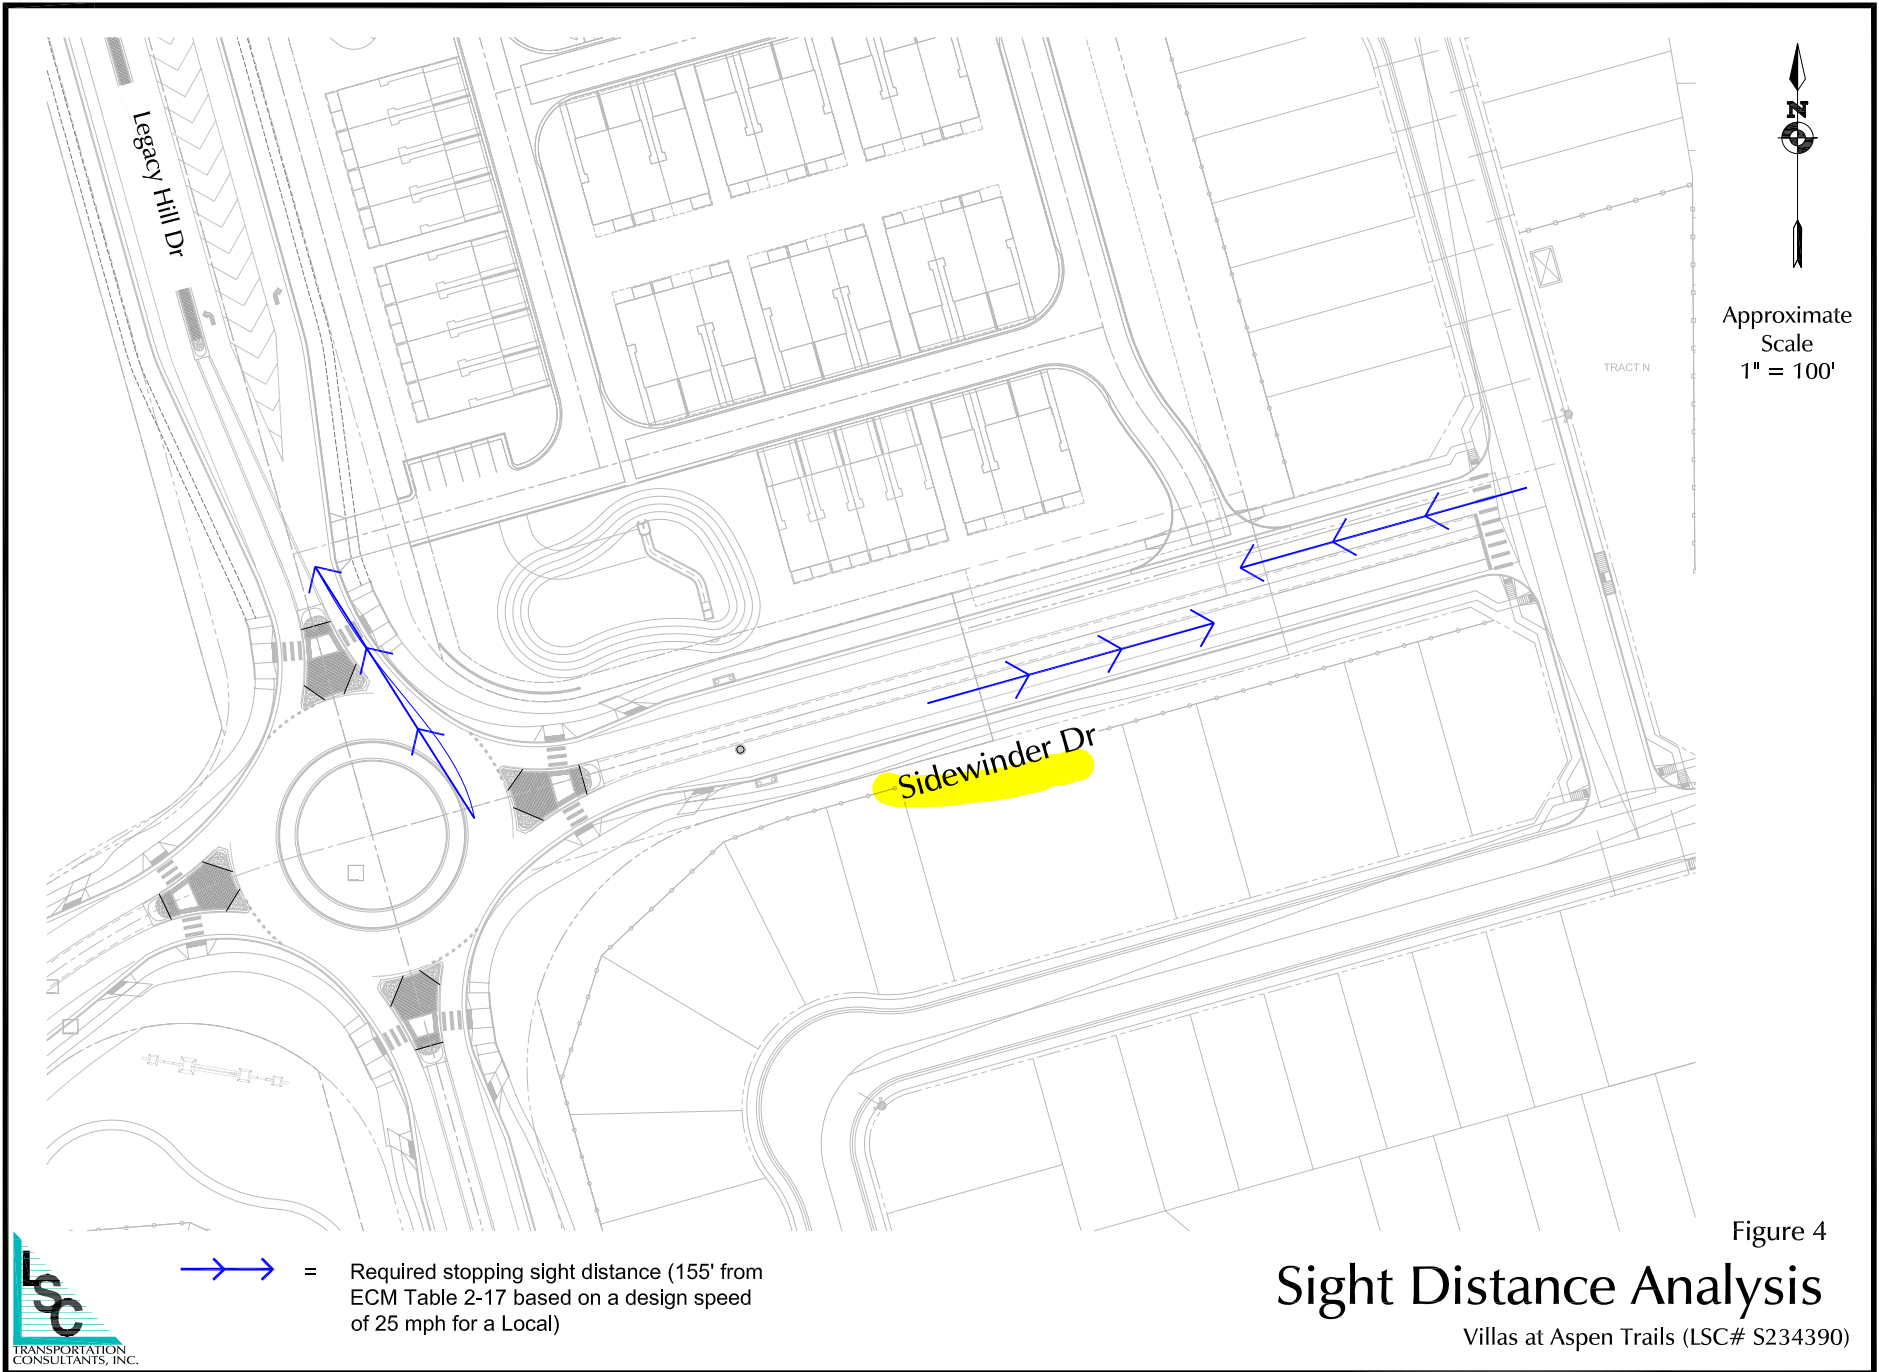 Legacy Hill Dr
N
Approximate
Scale
1" = 100'
TRACT N
Sidewinder Dr
Figure 4
Sight Distance Analysis
Villas at Aspen Trails (LSC# S234390)
= Required stopping sight distance (155' from
ECM Table 2-17 based on a design speed
of 25 mph for a Local)
LSC
TRANSPORTATION
CONSULTANTS, INC.